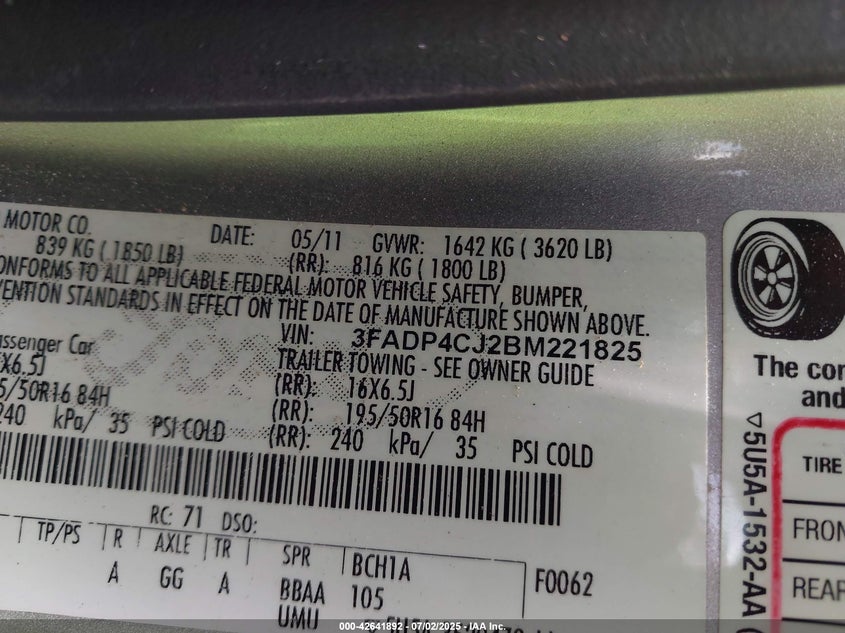 MOTOR CO.
DATE: 05/11 GVWR: 1642 KG ( 3620 LB)
839 KG ( 1850 LB) (RR): 816 KG ( 1800 LB)
CONFORMS TO ALL APPLICABLE FEDERAL MOTOR VEHICLE SAFETY, BUMPER,
VENTION STANDARDS IN EFFECT ON THE DATE OF MANUFACTURE SHOWN ABOVE.
VIN: 3FADP4CJ2BM221825
assenger Car TRAILER TOWING - SEE OWNER GUIDE
X6.5J (RR): 16X6.5J
5/50R16 84H (RR): 195/50R16 84H
240 kPa/ 35 PSI COLD (RR): 240 kPa/ 35 PSI COLD
RC: 71 DSO:
TP/PS R AXLE TR SPR BCH1A F0062
A GG A BBAA 105
UMU
The con
and
TIRE
FRON
REAR
▽5U5A-1532-AA
000-42641892 - 07/02/2025 - IAA Inc.